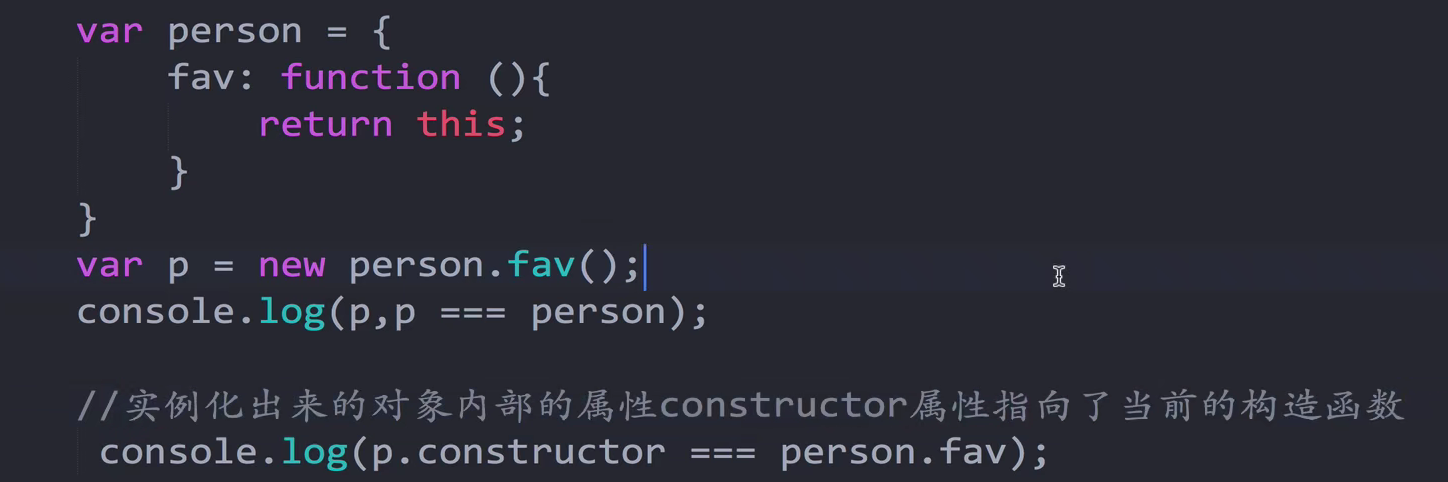 var person = {
    fav: function (){
        return this;
    }
}
var p = new person.fav();
console.log(p,p === person);
//实例化出来的对象内部的属性constructor属性指向了当前的构造函数
 console.log(p.constructor === person.fav);